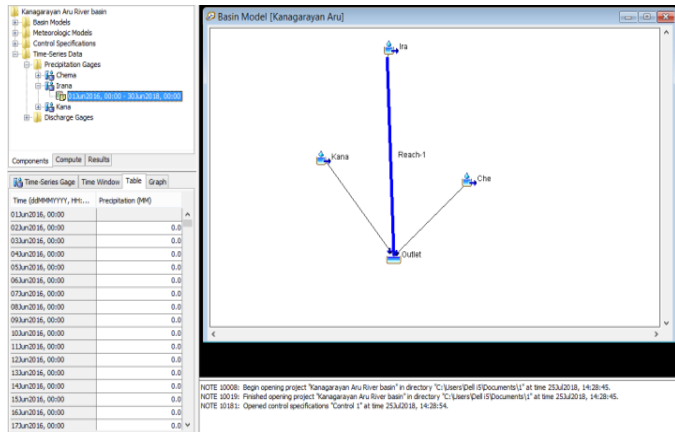 Kanagarayan Aru River basin
Basin Models
Meteorologic Models
Control Specifications
Time-Series Data
Precipitation Gages
Chema
Irana
01Jun2016, 00:00 - 30Jun2018, 00:00
Kana
Discharge Gages
Components Compute Results
Time-Series Gage Time Window Table Graph
Time (ddMMMYYYY, HH:... Precipitation (MM)
01Jun2016, 00:00
02Jun2016, 00:00 0.0
03Jun2016, 00:00 0.0
04Jun2016, 00:00 0.0
05Jun2016, 00:00 0.0
06Jun2016, 00:00 0.0
07Jun2016, 00:00 0.0
08Jun2016, 00:00 0.0
09Jun2016, 00:00 0.0
10Jun2016, 00:00 0.0
11Jun2016, 00:00 0.0
12Jun2016, 00:00 0.0
13Jun2016, 00:00 0.0
14Jun2016, 00:00 0.0
15Jun2016, 00:00 0.0
16Jun2016, 00:00 0.0
17Jun2016, 00:00 0.0
Basin Model [Kanagarayan Aru]
Ira
Kana
Reach-1
Che
Outlet
NOTE 10008: Begin opening project "Kanagarayan Aru River basin" in directory "C:\Users\Dell i5\Documents\1" at time 25Jul2018, 14:28:45.
NOTE 10019: Finished opening project "Kanagarayan Aru River basin" in directory "C:\Users\Dell i5\Documents\1" at time 25Jul2018, 14:28:45.
NOTE 10181: Opened control specifications "Control 1" at time 25Jul2018, 14:28:54.